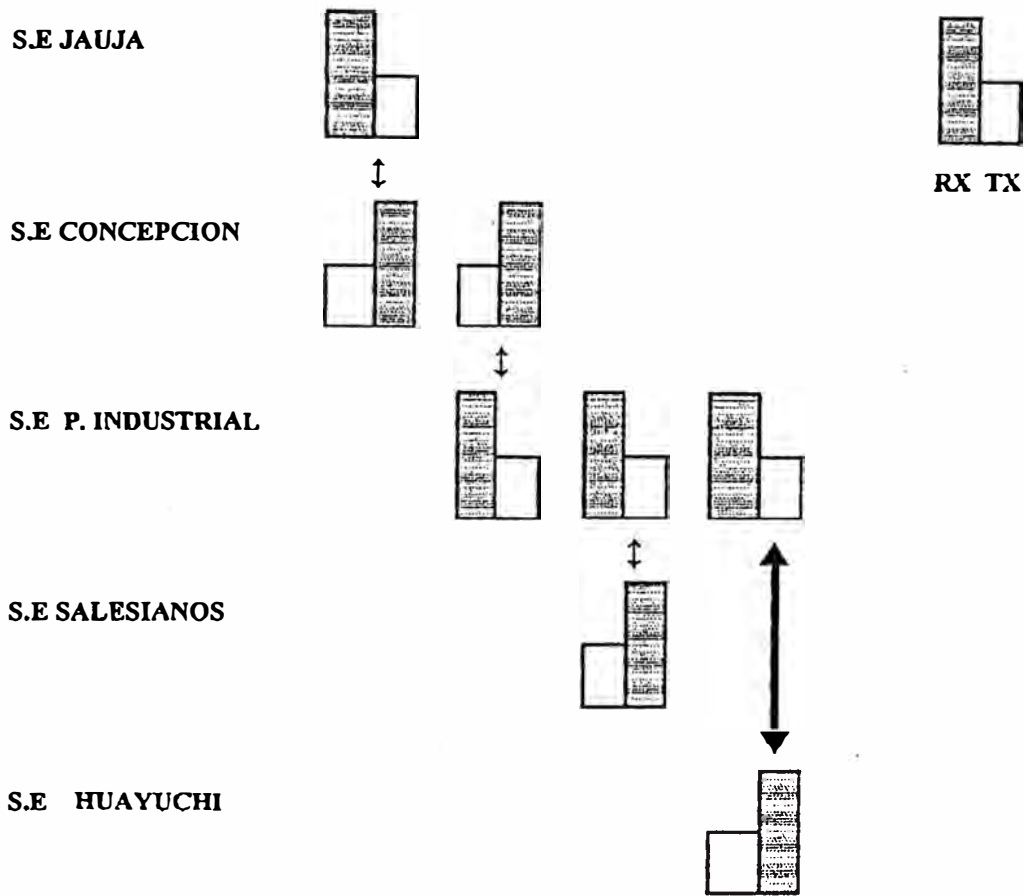 S.E JAUJA
RX TX
S.E CONCEPCION
S.E P. INDUSTRIAL
S.E SALESIANOS
S.E HUAYUCHI